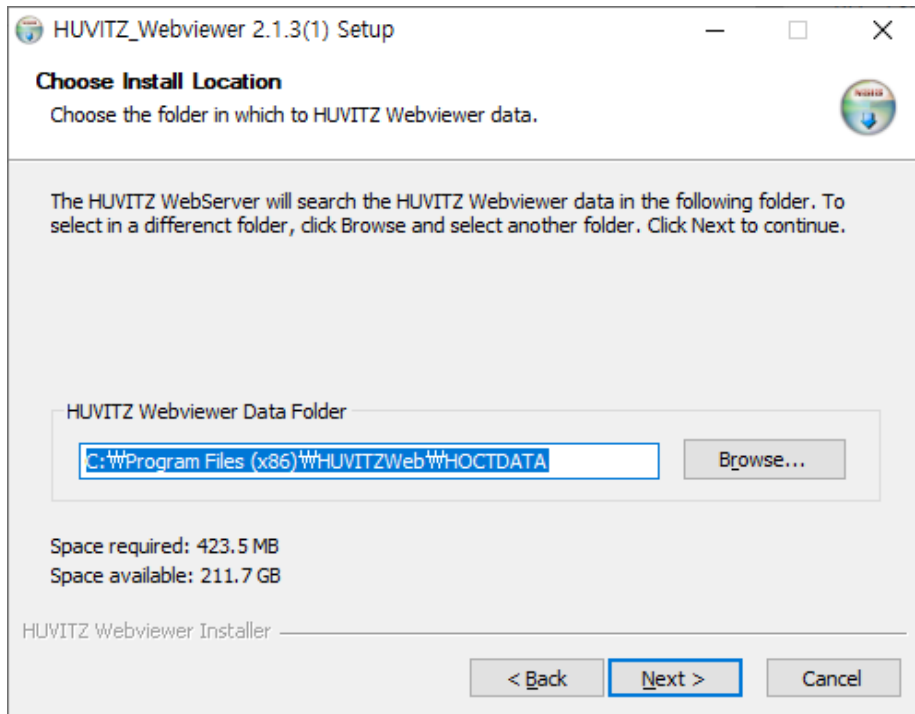 HUVITZ_Webviewer 2.1.3(1) Setup
Choose Install Location
Choose the folder in which to HUVITZ Webviewer data.
The HUVITZ WebServer will search the HUVITZ Webviewer data in the following folder. To
select in a differenct folder, click Browse and select another folder. Click Next to continue.
HUVITZ Webviewer Data Folder
C:₩Program Files (x86)₩HUVITZWeb₩HOCTDATA
Browse...
Space required: 423.5 MB
Space available: 211.7 GB
HUVITZ Webviewer Installer
< Back
Next >
Cancel